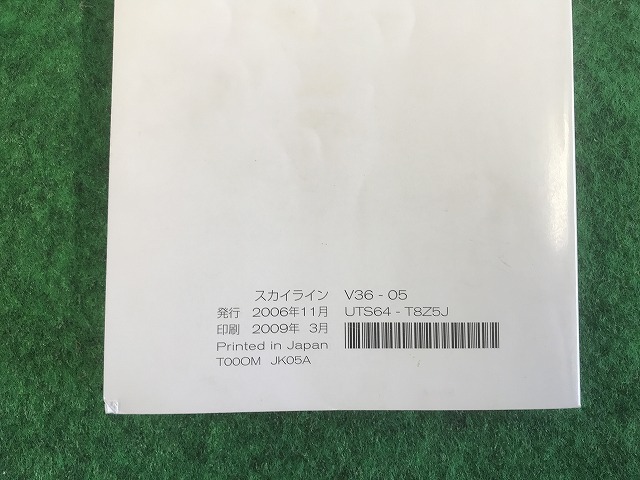 スカイライン V36 - 05
発行 2006年11月 UTS64 - T8Z5J
印刷 2009年 3月
Printed in Japan
T00OM JK05A